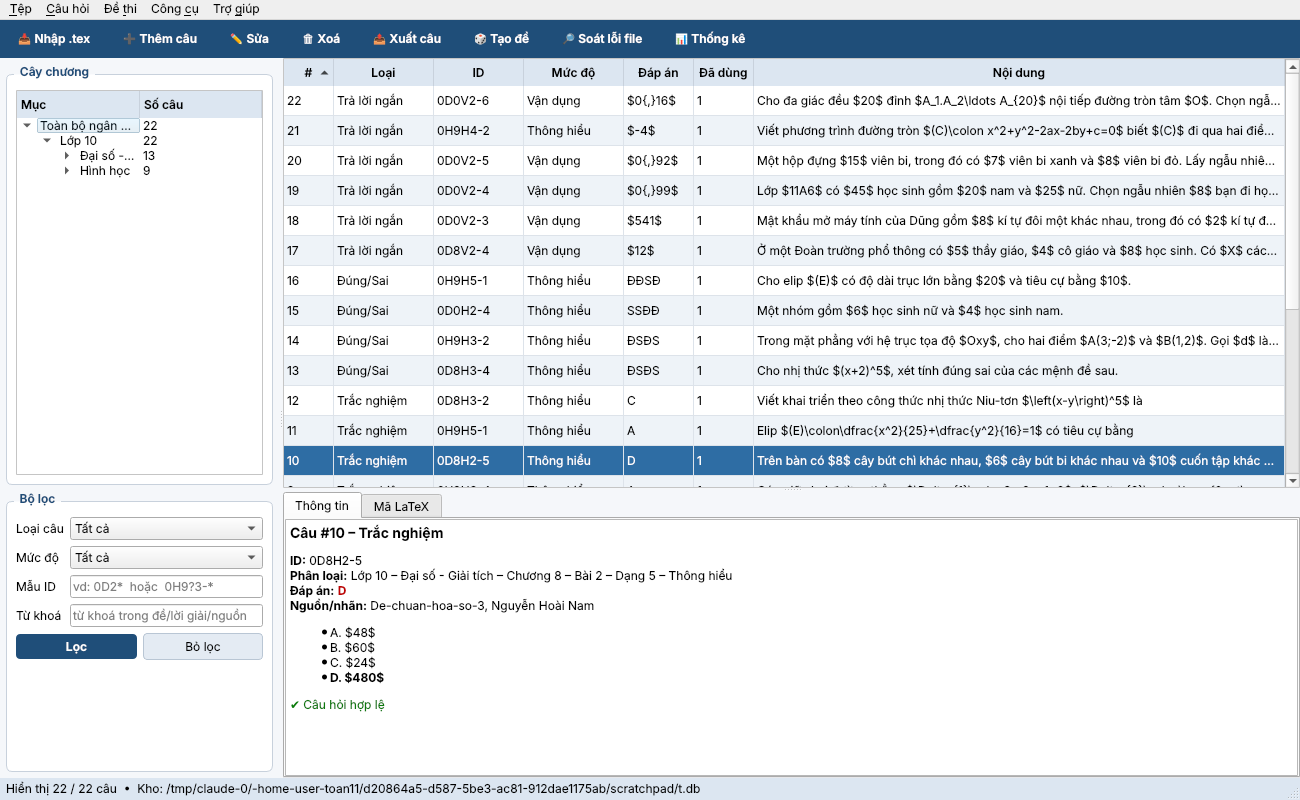 Tệp Câu hỏi Đề thi Công cụ Trợ giúp
📥 Nhập .tex ➕ Thêm câu ✏️ Sửa 🗑 Xoá 📤 Xuất câu 🎲 Tạo đề 🔎 Soát lỗi file 📊 Thống kê
Cây chương
Mục Số câu
Toàn bộ ngân ... 22
Lớp 10 22
Đại số -... 13
Hình học 9
# Loại ID Mức độ Đáp án Đã dùng Nội dung
22 Trả lời ngắn 0D0V2-6 Vận dụng $0{,}16$ 1 Cho đa giác đều $20$ đỉnh $A_1.A_2\ldots A_{20}$ nội tiếp đường tròn tâm $O$. Chọn ngẫ...
21 Trả lời ngắn 0H9H4-2 Thông hiểu $-4$ 1 Viết phương trình đường tròn $(C)\colon x^2+y^2-2ax-2by+c=0$ biết $(C)$ đi qua hai điể...
20 Trả lời ngắn 0D0V2-5 Vận dụng $0{,}92$ 1 Một hộp đựng $15$ viên bi, trong đó có $7$ viên bi xanh và $8$ viên bi đỏ. Lấy ngẫu nhiê...
19 Trả lời ngắn 0D0V2-4 Vận dụng $0{,}99$ 1 Lớp $11A6$ có $45$ học sinh gồm $20$ nam và $25$ nữ. Chọn ngẫu nhiên $8$ bạn đi họ...
18 Trả lời ngắn 0D0V2-3 Vận dụng $541$ 1 Mật khẩu mở máy tính của Dũng gồm $8$ kí tự đôi một khác nhau, trong đó có $2$ kí tự đ...
17 Trả lời ngắn 0D8V2-4 Vận dụng $12$ 1 Ở một Đoàn trường phổ thông có $5$ thầy giáo, $4$ cô giáo và $8$ học sinh. Có $X$ các...
16 Đúng/Sai 0H9H5-1 Thông hiểu ĐĐSĐ 1 Cho elip $(E)$ có độ dài trục lớn bằng $20$ và tiêu cự bằng $10$.
15 Đúng/Sai 0D0H2-4 Thông hiểu SSĐĐ 1 Một nhóm gồm $6$ học sinh nữ và $4$ học sinh nam.
14 Đúng/Sai 0H9H3-2 Thông hiểu ĐSĐS 1 Trong mặt phẳng với hệ trục tọa độ $Oxy$, cho hai điểm $A(3;-2)$ và $B(1,2)$. Gọi $d$ là...
13 Đúng/Sai 0D8H3-4 Thông hiểu ĐSĐS 1 Cho nhị thức $(x+2)^5$, xét tính đúng sai của các mệnh đề sau.
12 Trắc nghiệm 0D8H3-2 Thông hiểu C 1 Viết khai triển theo công thức nhị thức Niu-tơn $\left(x-y\right)^5$ là
11 Trắc nghiệm 0H9H5-1 Thông hiểu A 1 Elip $(E)\colon\dfrac{x^2}{25}+\dfrac{y^2}{16}=1$ có tiêu cự bằng
10 Trắc nghiệm 0D8H2-5 Thông hiểu D 1 Trên bàn có $8$ cây bút chì khác nhau, $6$ cây bút bi khác nhau và $10$ cuốn tập khác ...
Bộ lọc
Loại câu Tất cả
Mức độ Tất cả
Mẫu ID vd: 0D2* hoặc 0H9?3-*
Từ khoá từ khoá trong đề/lời giải/nguồn
Lọc Bỏ lọc
Thông tin Mã LaTeX
Câu #10 – Trắc nghiệm
ID: 0D8H2-5
Phân loại: Lớp 10 – Đại số - Giải tích – Chương 8 – Bài 2 – Dạng 5 – Thông hiểu
Đáp án: D
Nguồn/nhãn: De-chuan-hoa-so-3, Nguyễn Hoài Nam
• A. $48$
• B. $60$
• C. $24$
• D. $480$
✔ Câu hỏi hợp lệ
Hiển thị 22 / 22 câu • Kho: /tmp/claude-0/-home-user-toan11/d20864a5-d587-5be3-ac81-912dae1175ab/scratchpad/t.db